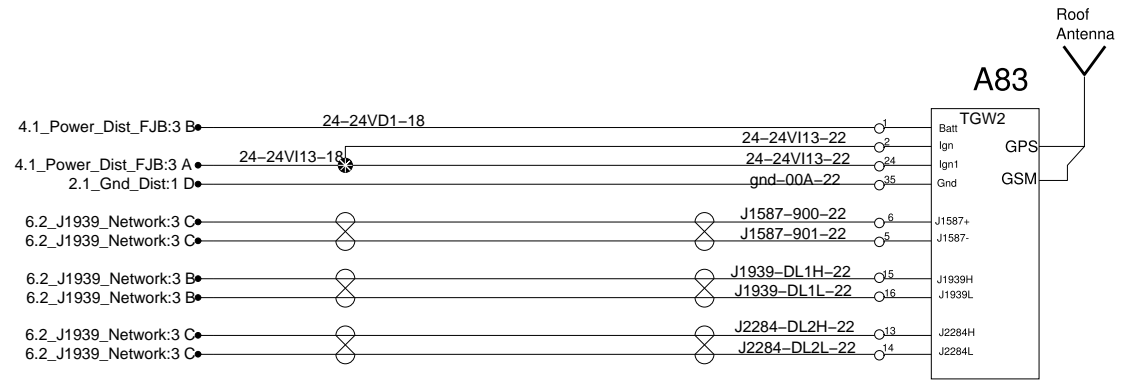 Roof
Antenna
A83
4.1_Power_Dist_FJB:3 B 24−24VD1−18 1 Batt TGW2
24−24VI13−22 2 Ign GPS
4.1_Power_Dist_FJB:3 A 24−24VI13−18 24−24VI13−22 24 Ign1
2.1_Gnd_Dist:1 D gnd−00A−22 35 Gnd GSM
6.2_J1939_Network:3 C J1587−900−22 6 J1587+
6.2_J1939_Network:3 C J1587−901−22 5 J1587-
6.2_J1939_Network:3 B J1939−DL1H−22 15 J1939H
6.2_J1939_Network:3 B J1939−DL1L−22 16 J1939L
6.2_J1939_Network:3 C J2284−DL2H−22 13 J2284H
6.2_J1939_Network:3 C J2284−DL2L−22 14 J2284L